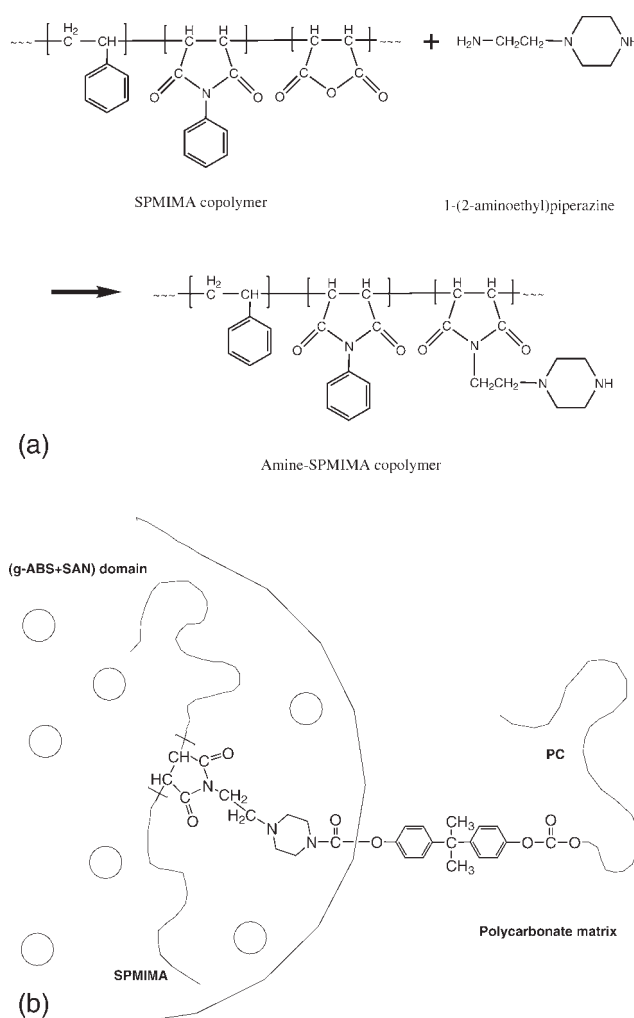 H2 H H H H
C CH C C C C
C C C C
O N O O O O
+ H2N—CH2CH2—N NH
SPMIMA copolymer
1-(2-aminoethyl)piperazine
H2 H H H H
C CH C C C C
C C C C
O N O O N O
CH2CH2—N NH
(a)
Amine-SPMIMA copolymer
(g-ABS+SAN) domain
PC
CH C O
HC N CH2
C
O H2C N N C O CH3 C CH3 O C O
O O
Polycarbonate matrix
SPMIMA
(b)